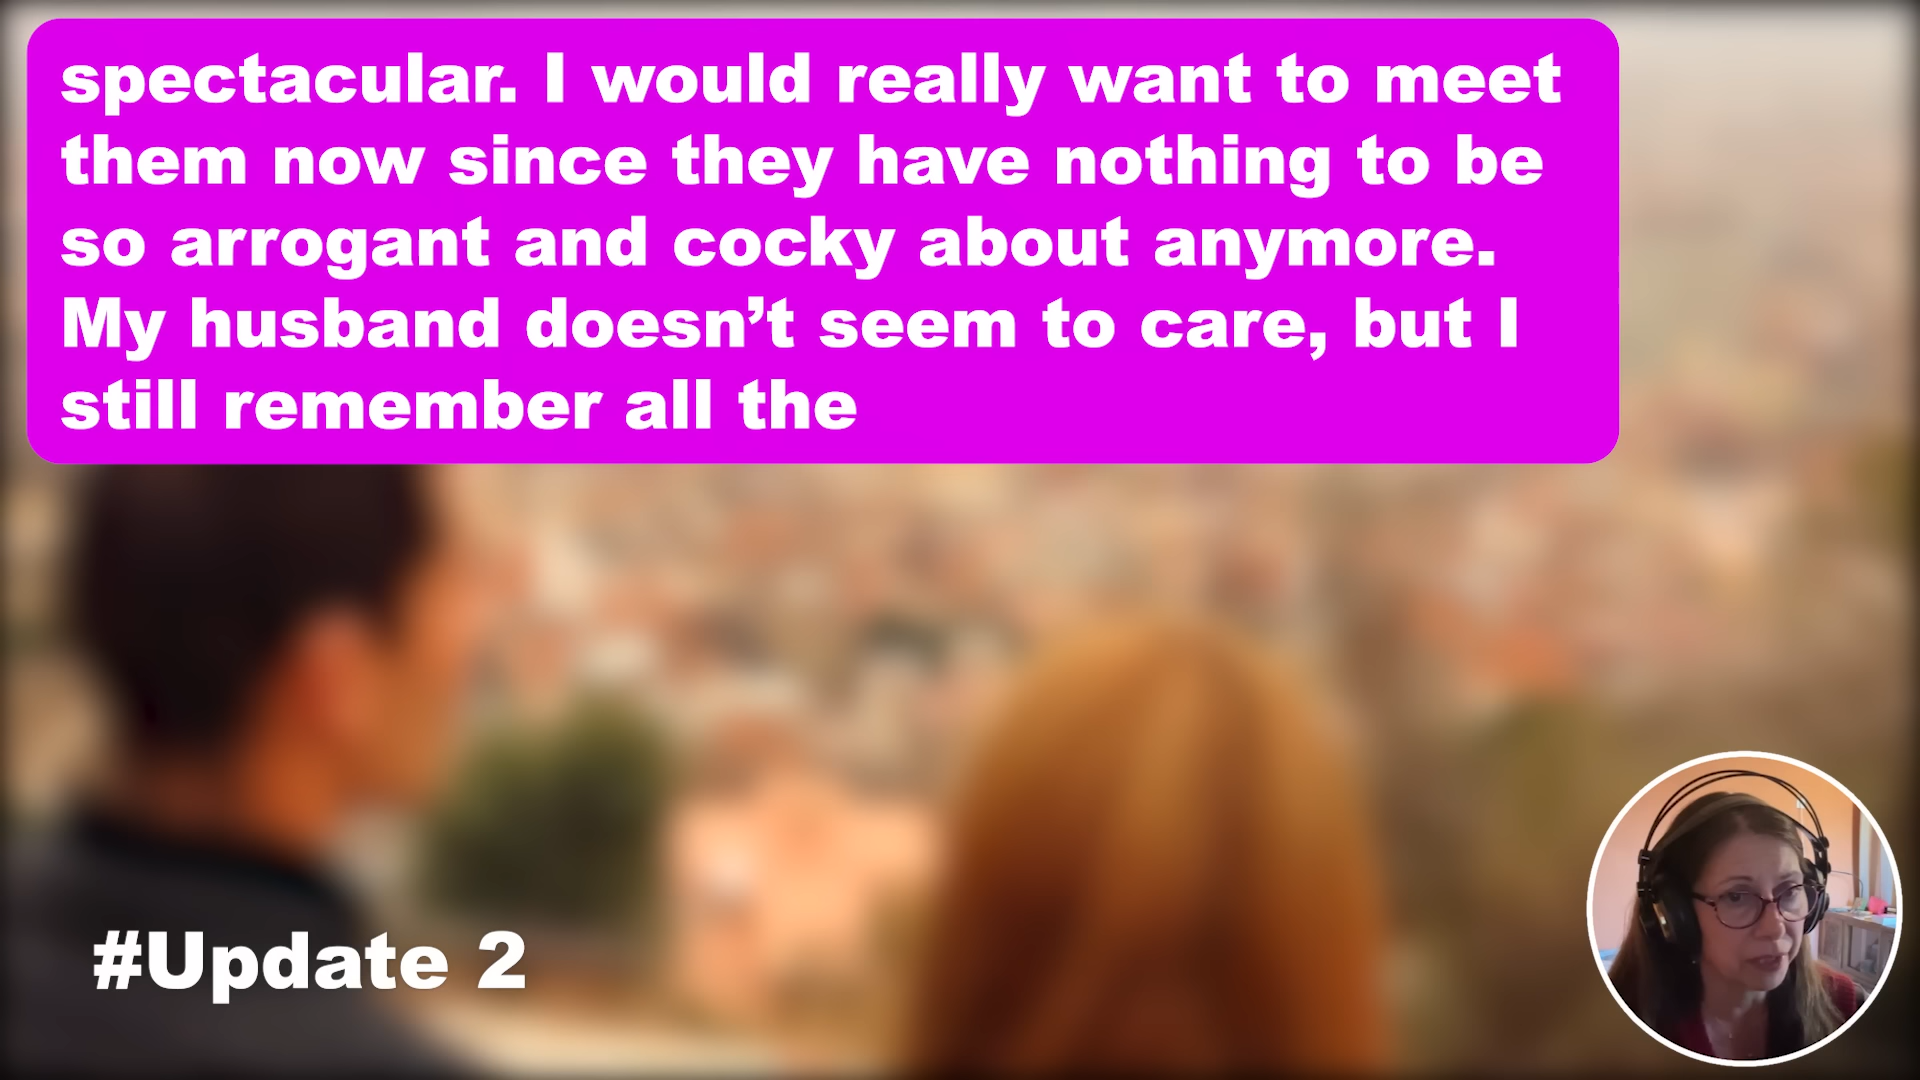 spectacular. I would really want to meet
them now since they have nothing to be
so arrogant and cocky about anymore.
My husband doesn’t seem to care, but I
still remember all the
#Update 2